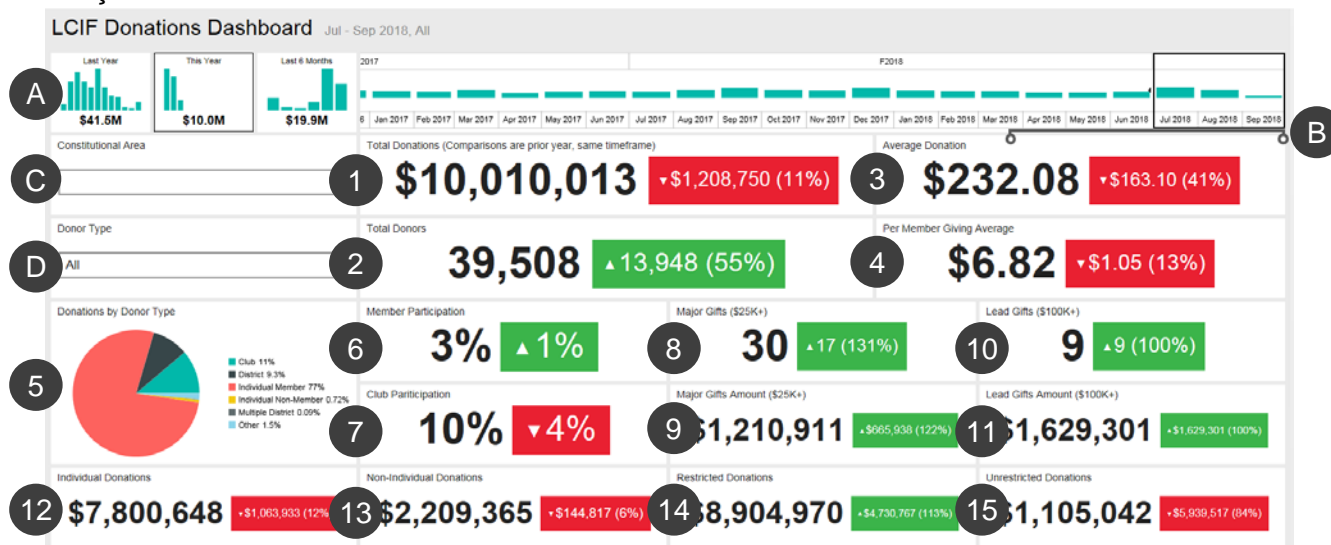 LCIF Donations Dashboard Jul - Sep 2018, All
Last Year
This Year
Last 6 Months
2017
F2018
A
$41.5M
$10.0M
$19.9M
6 Jan 2017 Feb 2017 Mar 2017 Apr 2017 May 2017 Jun 2017 Jul 2017 Aug 2017 Sep 2017 Oct 2017 Nov 2017 Dec 2017 Jan 2018 Feb 2018 Mar 2018 Apr 2018 May 2018 Jun 2018 Jul 2018 Aug 2018 Sep 2018
B
Constitutional Area
C
Total Donations (Comparisons are prior year, same timeframe)
1 $10,010,013 ▼$1,208,750 (11%)
Average Donation
3 $232.08 ▼$163.10 (41%)
Donor Type
D All
Total Donors
2 39,508 ▲13,948 (55%)
Per Member Giving Average
4 $6.82 ▼$1.05 (13%)
Donations by Donor Type
5
Club 11%
District 9.3%
Individual Member 77%
Individual Non-Member 0.72%
Multiple District 0.09%
Other 1.5%
Member Participation
6 3% ▲1%
Major Gifts ($25K+)
8 30 ▲17 (131%)
Lead Gifts ($100K+)
10 9 ▲9 (100%)
Club Participation
7 10% ▼4%
Major Gifts Amount ($25K+)
9 $1,210,911 ▲$665,938 (122%)
Lead Gifts Amount ($100K+)
11 $1,629,301 ▲$1,629,301 (100%)
Individual Donations
12 $7,800,648 ▼$1,063,933 (12%
Non-Individual Donations
13 $2,209,365 ▼$144,817 (6%)
Restricted Donations
14 $8,904,970 ▲$4,730,767 (113%)
Unrestricted Donations
15 $1,105,042 ▼$5,939,517 (84%)